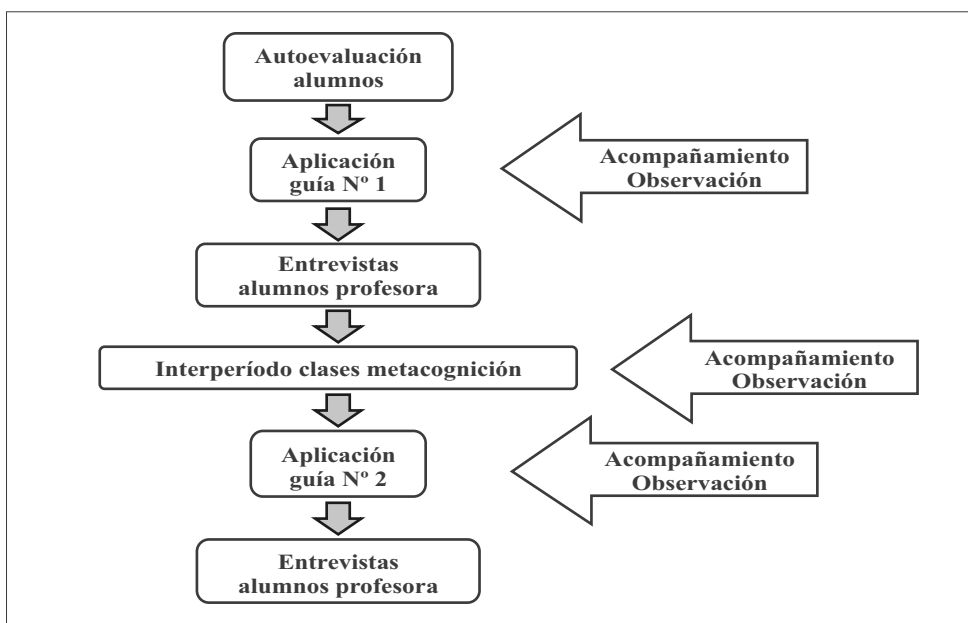 Autoevaluación
alumnos
Aplicación
guía Nº 1
Acompañamiento
Observación
Entrevistas
alumnos profesora
Interperíodo clases metacognición
Acompañamiento
Observación
Aplicación
guía Nº 2
Acompañamiento
Observación
Entrevistas
alumnos profesora